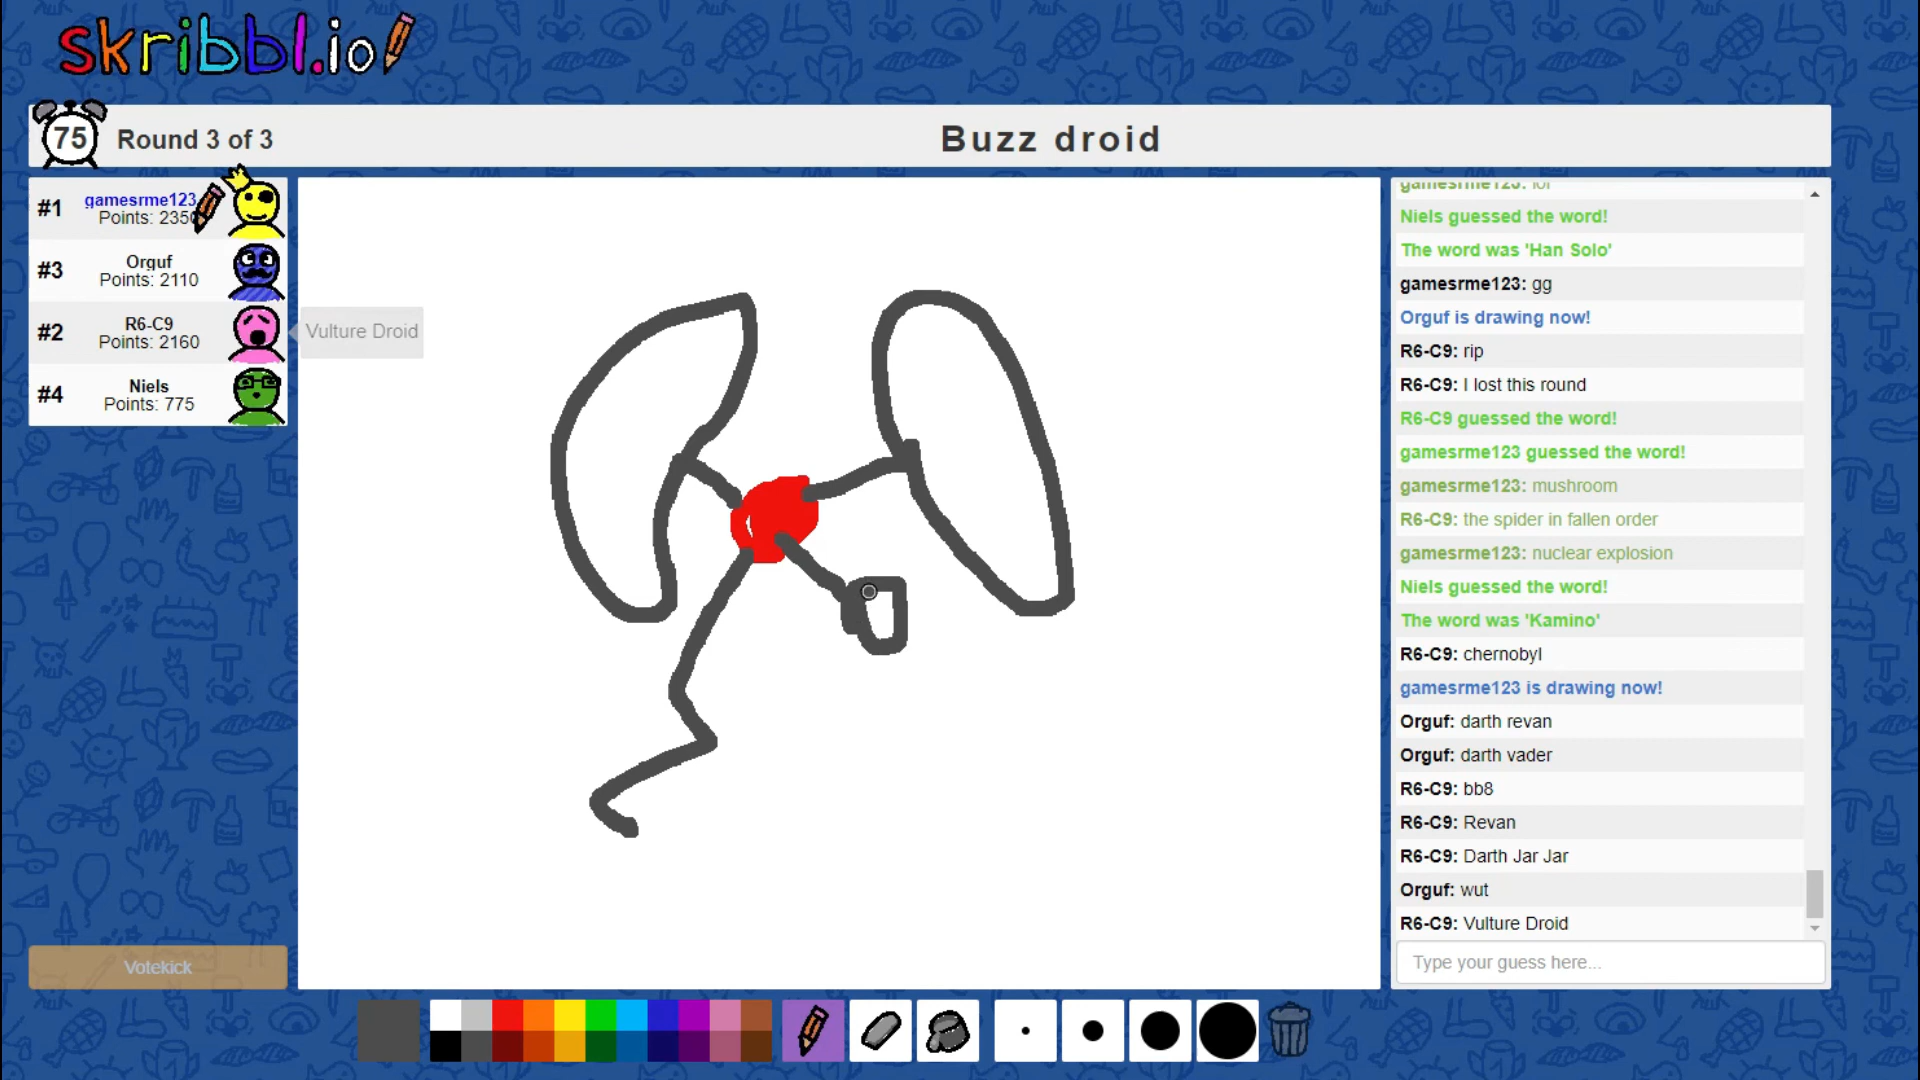 skribbl.io
75
Round 3 of 3
Buzz droid
#1
gamesrme123
Points: 2350
#3
Orguf
Points: 2110
#2
R6-C9
Points: 2160
Vulture Droid
#4
Niels
Points: 775
Votekick
gamesrme123: lol
Niels guessed the word!
The word was 'Han Solo'
gamesrme123: gg
Orguf is drawing now!
R6-C9: rip
R6-C9: I lost this round
R6-C9 guessed the word!
gamesrme123 guessed the word!
gamesrme123: mushroom
R6-C9: the spider in fallen order
gamesrme123: nuclear explosion
Niels guessed the word!
The word was 'Kamino'
R6-C9: chernobyl
gamesrme123 is drawing now!
Orguf: darth revan
Orguf: darth vader
R6-C9: bb8
R6-C9: Revan
R6-C9: Darth Jar Jar
Orguf: wut
R6-C9: Vulture Droid
Type your guess here...